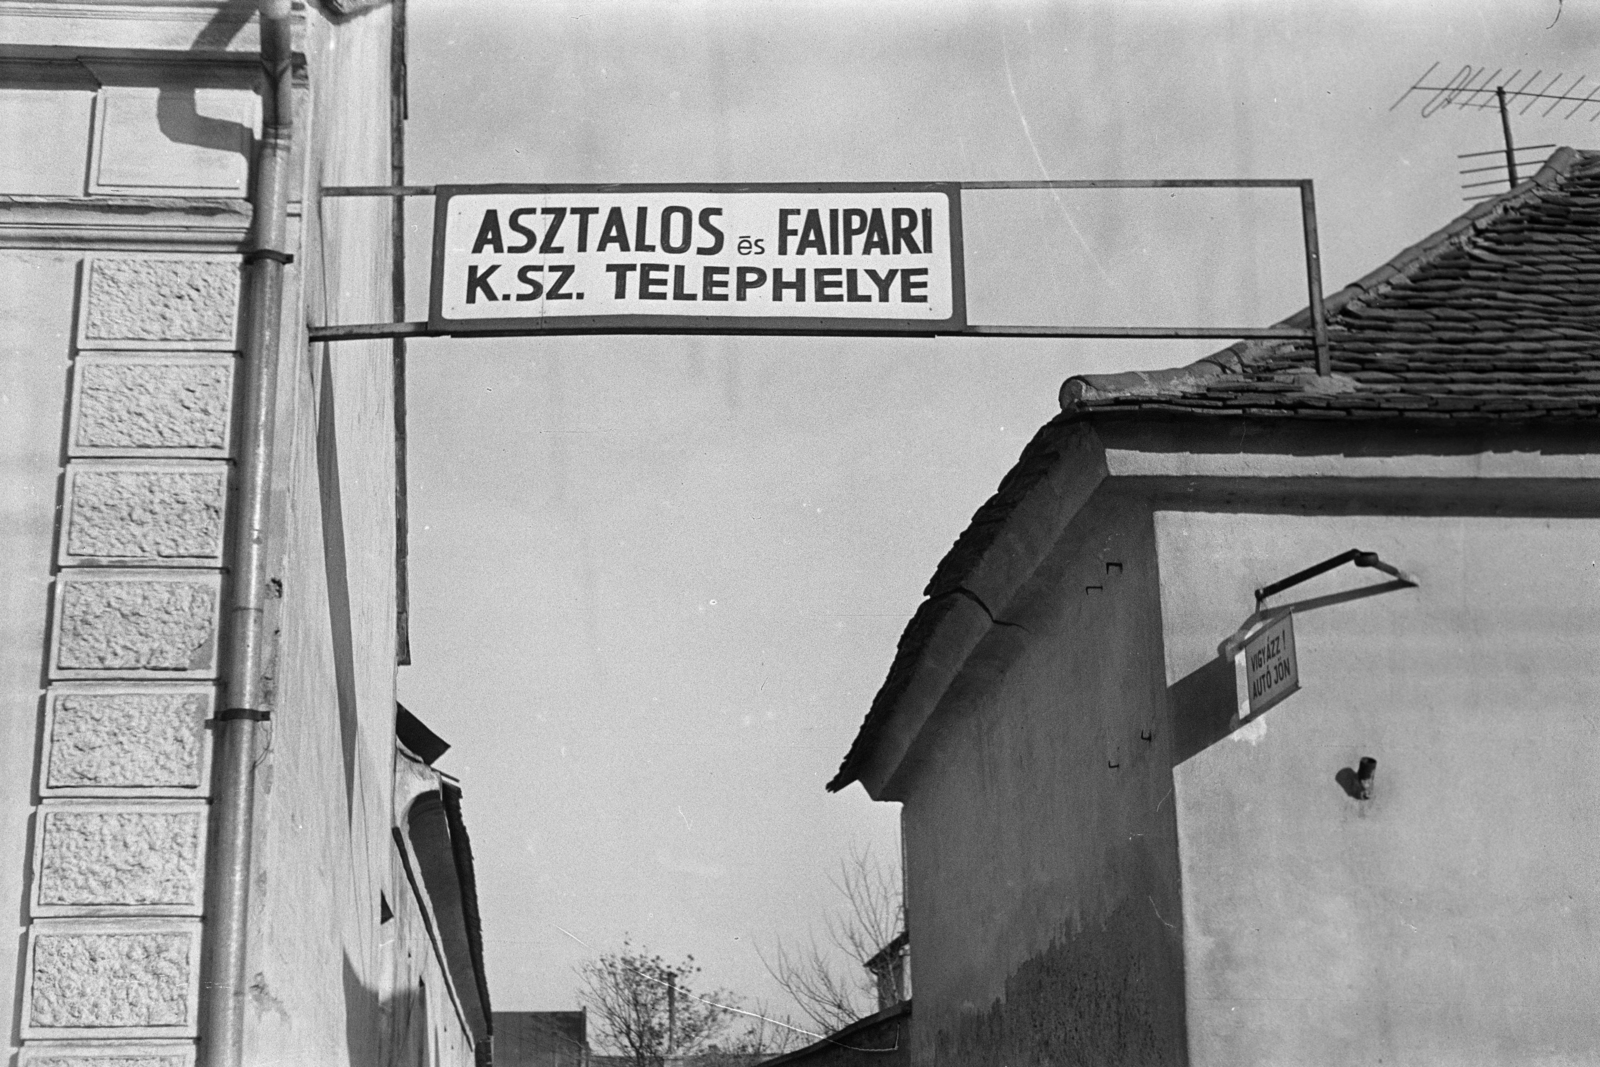 ASZTALOS és FAIPARI
K.SZ. TELEPHELYE
VIGYÁZZ!
AUTÓ JÖN